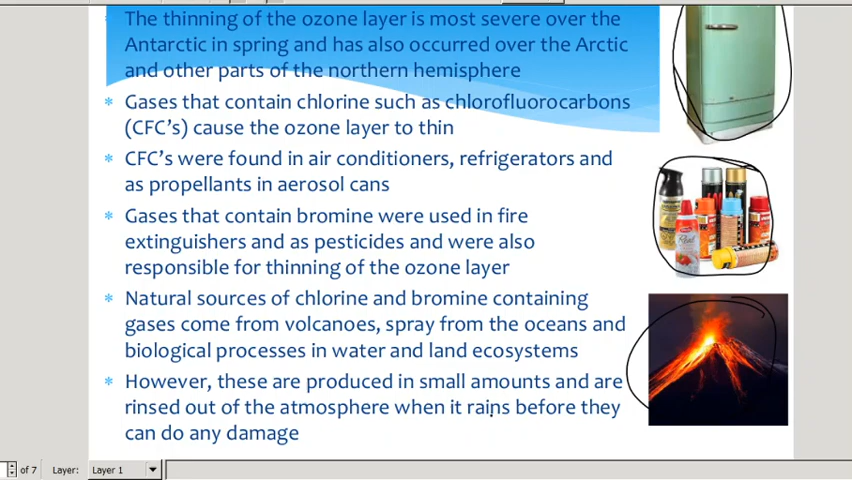 The thinning of the ozone layer is most severe over the
Antarctic in spring and has also occurred over the Arctic
and other parts of the northern hemisphere
* Gases that contain chlorine such as chlorofluorocarbons
(CFC's) cause the ozone layer to thin
* CFC's were found in air conditioners, refrigerators and
as propellants in aerosol cans
* Gases that contain bromine were used in fire
extinguishers and as pesticides and were also
responsible for thinning of the ozone layer
* Natural sources of chlorine and bromine containing
gases come from volcanoes, spray from the oceans and
biological processes in water and land ecosystems
* However, these are produced in small amounts and are
rinsed out of the atmosphere when it rains before they
can do any damage
of 7 Layer: Layer 1